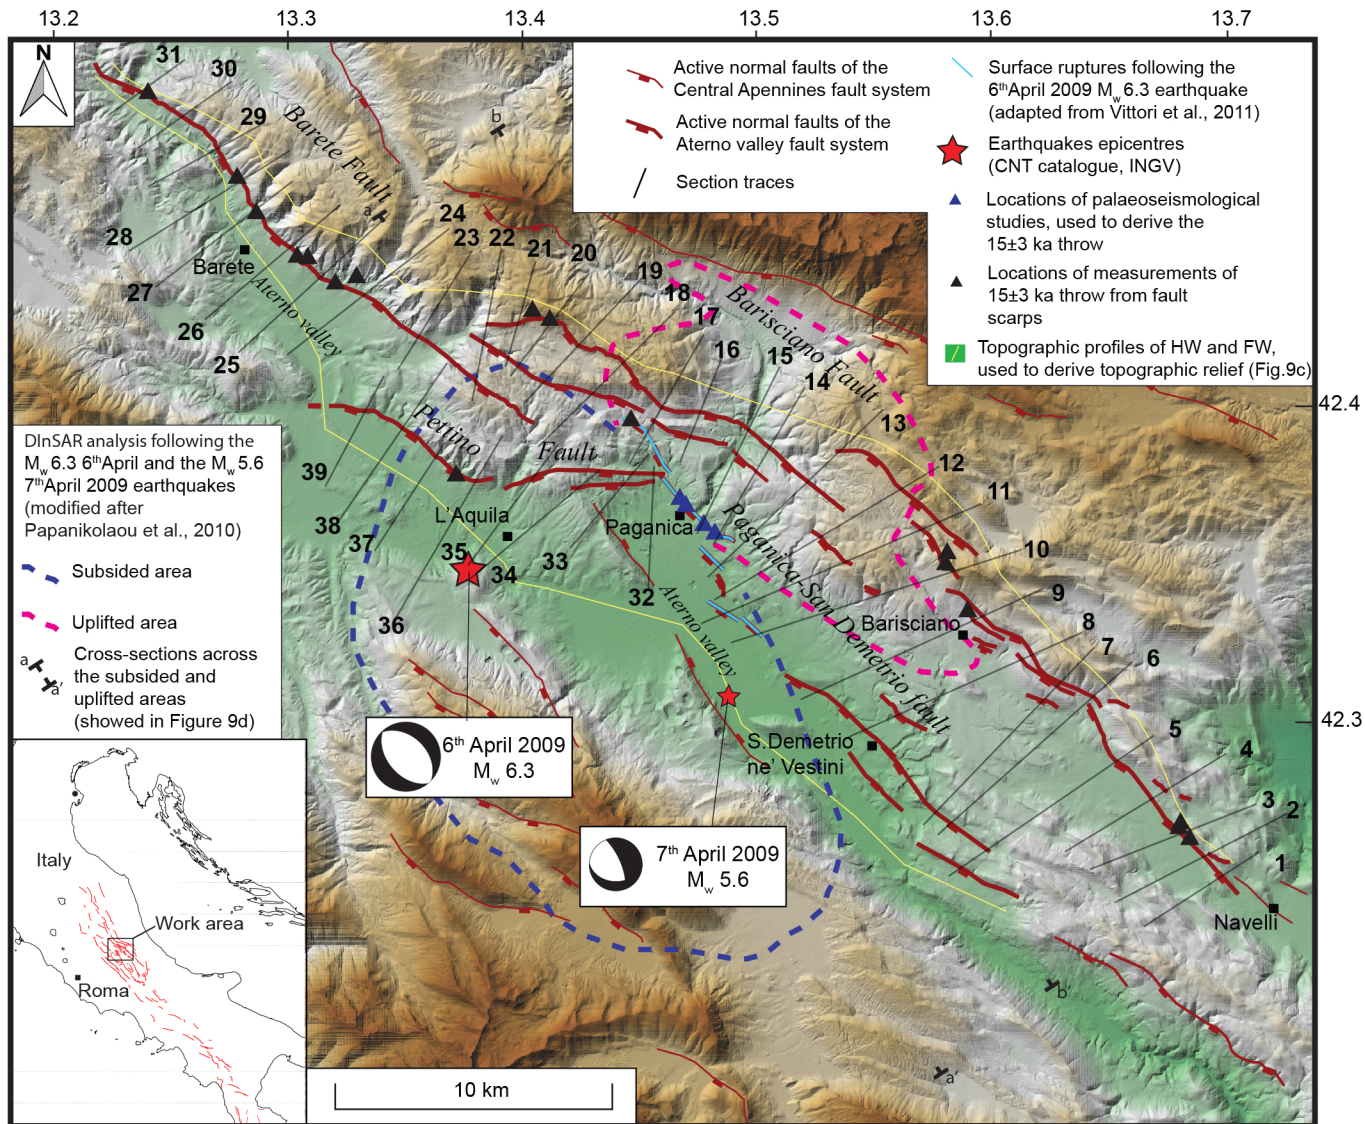 13.2
13.3
13.4
13.5
13.6
13.7
N
Active normal faults of the
Central Apennines fault system
Active normal faults of the
Aterno valley fault system
Section traces
Surface ruptures following the
6th April 2009 Mw 6.3 earthquake
(adapted from Vittori et al., 2011)
Earthquakes epicentres
(CNT catalogue, INGV)
Locations of palaeoseismological
studies, used to derive the
15±3 ka throw
Locations of measurements of
15±3 ka throw from fault
scarps
Topographic profiles of HW and FW,
used to derive topographic relief (Fig.9c)
31
30
29
Barete Fault
b
a
28
27
26
25
Barete
Aterno valley
24
23
22
21
20
19
18
17
16
15
14
13
12
11
10
9
8
7
6
5
4
3
2
1
Barisciano Fault
42.4
42.3
Pettino
Fault
39
38
37
36
35
34
33
32
L'Aquila
Paganica
Paganica-San Demetrio fault
Aterno valley
Barisciano
S.Demetrio
ne' Vestini
Navelli
b'
a'
DInSAR analysis following the
Mw 6.3 6th April and the Mw 5.6
7th April 2009 earthquakes
(modified after
Papanikolaou et al., 2010)
Subsided area
Uplifted area
a
a'
Cross-sections across
the subsided and
uplifted areas
(showed in Figure 9d)
6th April 2009
Mw 6.3
7th April 2009
Mw 5.6
Italy
Work area
Roma
10 km